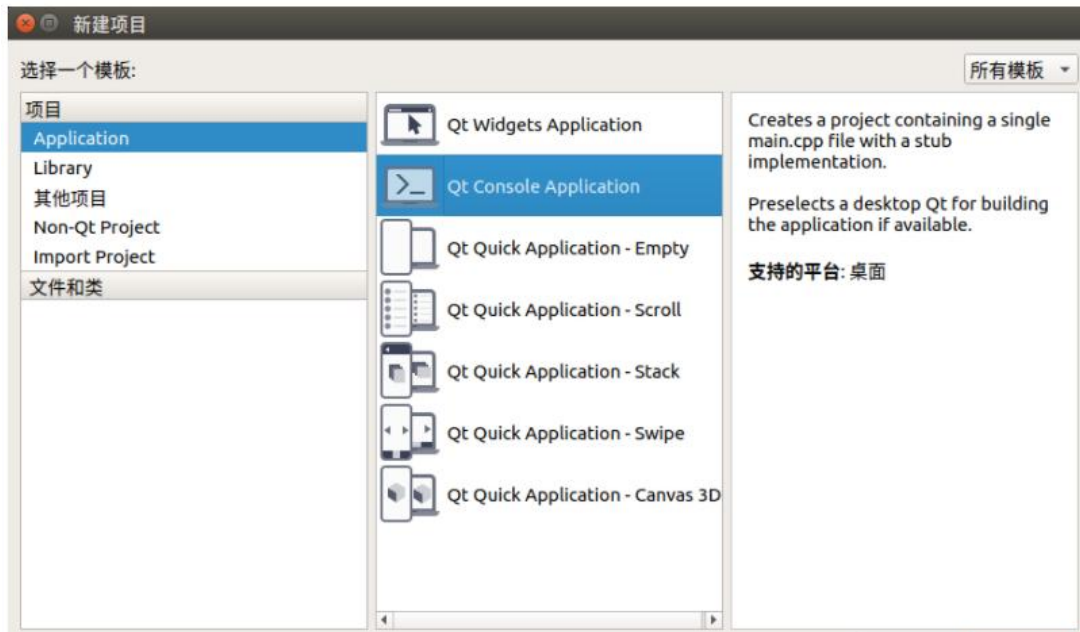 新建项目
选择一个模板:
所有模板
项目
Application
Library
其他项目
Non-Qt Project
Import Project
文件和类
Qt Widgets Application
Qt Console Application
Qt Quick Application - Empty
Qt Quick Application - Scroll
Qt Quick Application - Stack
Qt Quick Application - Swipe
Qt Quick Application - Canvas 3D
Creates a project containing a single
main.cpp file with a stub
implementation.
Preselects a desktop Qt for building
the application if available.
支持的平台: 桌面